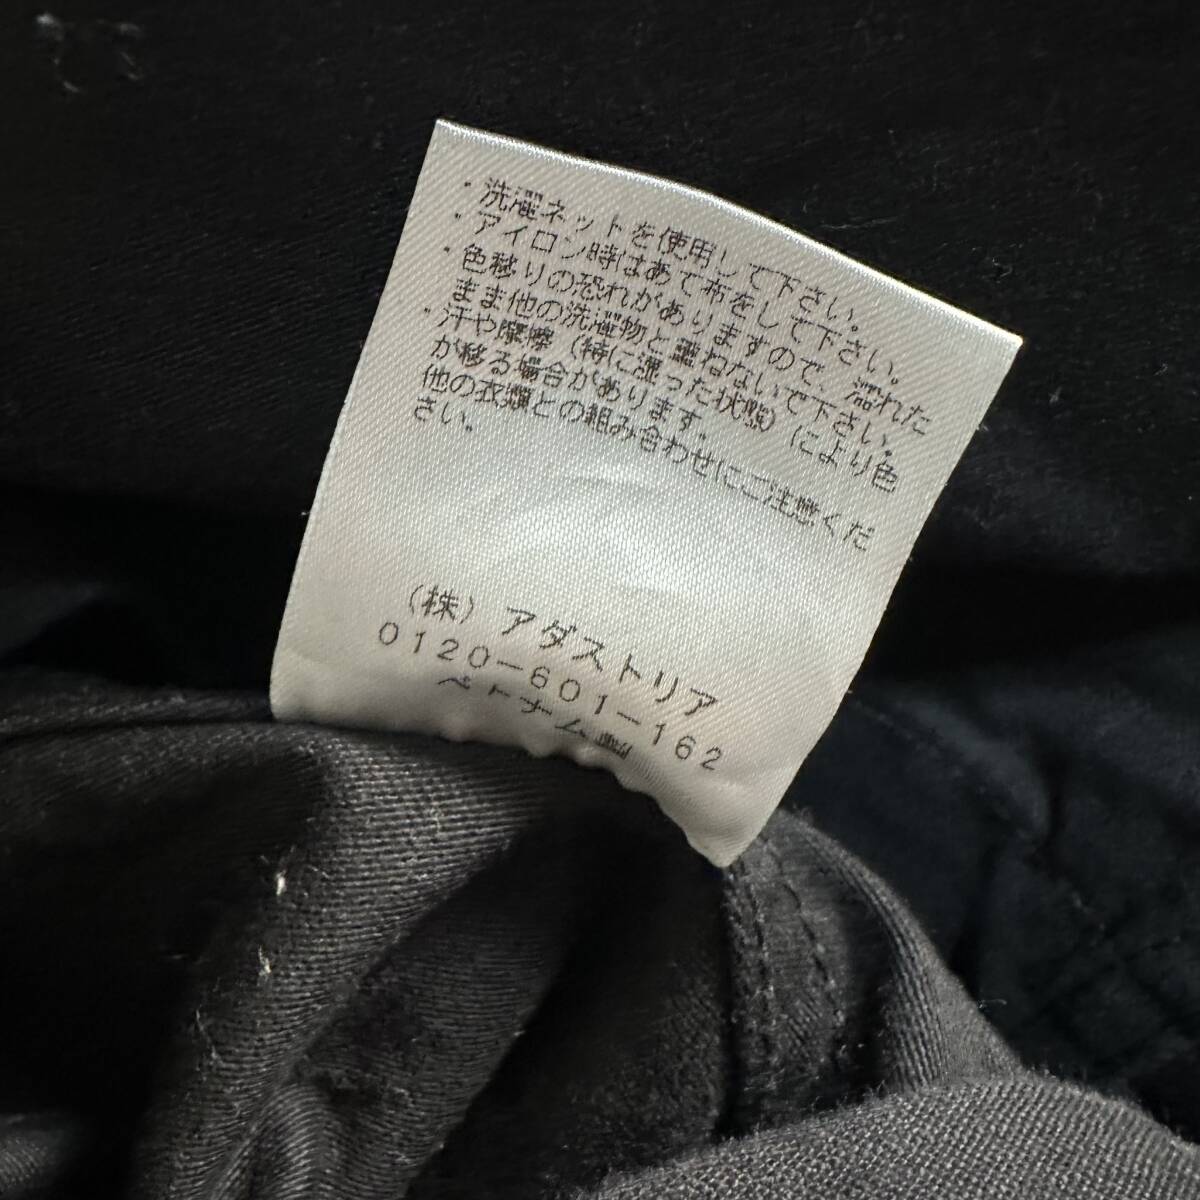 ・洗濯ネットを使用して下さい。
・アイロン時はあて布をして下さい。
・色移りの恐れがありますので、濡れた
まま他の洗濯物と重ねないで下さい。
・汗や摩擦（特に湿った状態）により色
が移る場合があります。
他の衣類との組み合わせにご注意くだ
さい。
（株）アダストリア
0120-601-162
ベトナム製